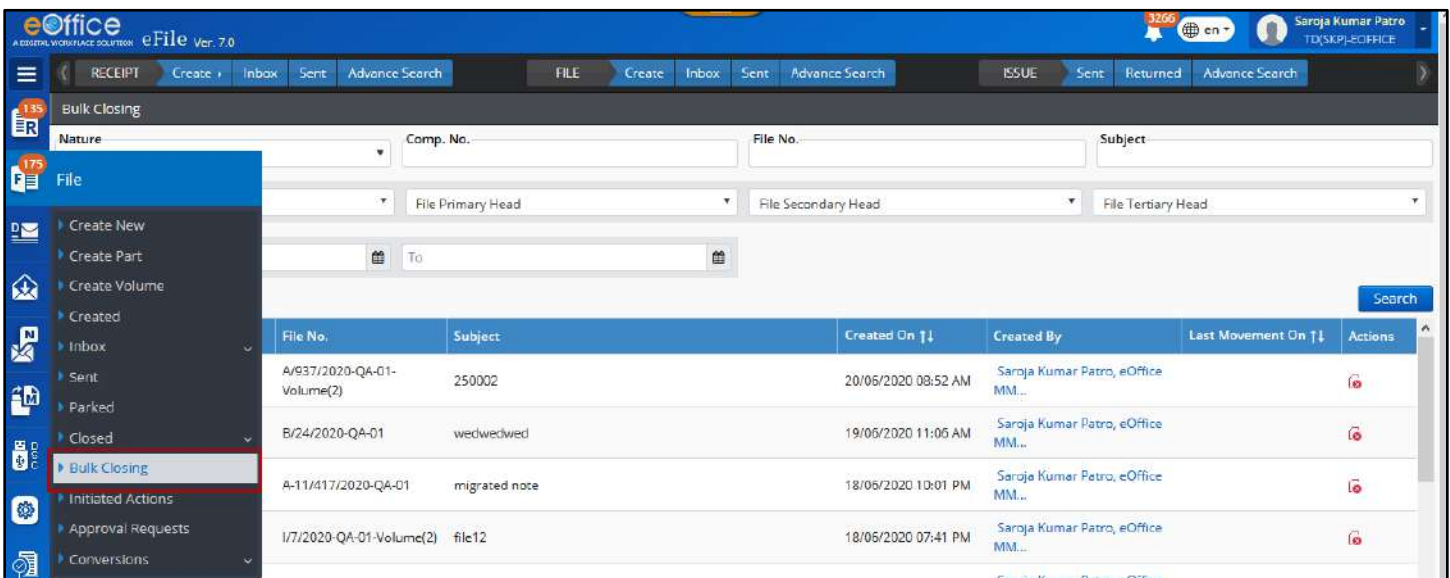 3266
eOffice
A DIGITAL WORKPLACE SOLUTION
eFile Ver. 7.0
en
Saroja Kumar Patro
TD(SKP)-EOFFICE
RECEIPT Create Inbox Sent Advance Search FILE Create Inbox Sent Advance Search ISSUE Sent Returned Advance Search
135
R
Bulk Closing
Nature Comp. No. File No. Subject
175
F
File
File Primary Head File Secondary Head File Tertiary Head
D
Create New
Create Part
To
Create Volume
Search
Created
N
Inbox
File No. Subject Created On Created By Last Movement On Actions
Sent
A/937/2020-QA-01-
Volume(2)
250002 20/06/2020 08:52 AM Saroja Kumar Patro, eOffice
MM...
M
Parked
Closed
B/24/2020-QA-01 wedwedwed 19/06/2020 11:06 AM Saroja Kumar Patro, eOffice
MM...
DSC
Bulk Closing
A-11/417/2020-QA-01 migrated note 18/06/2020 10:01 PM Saroja Kumar Patro, eOffice
MM...
Initiated Actions
Approval Requests
I/7/2020-QA-01-Volume(2) file12 18/06/2020 07:41 PM Saroja Kumar Patro, eOffice
MM...
Conversions